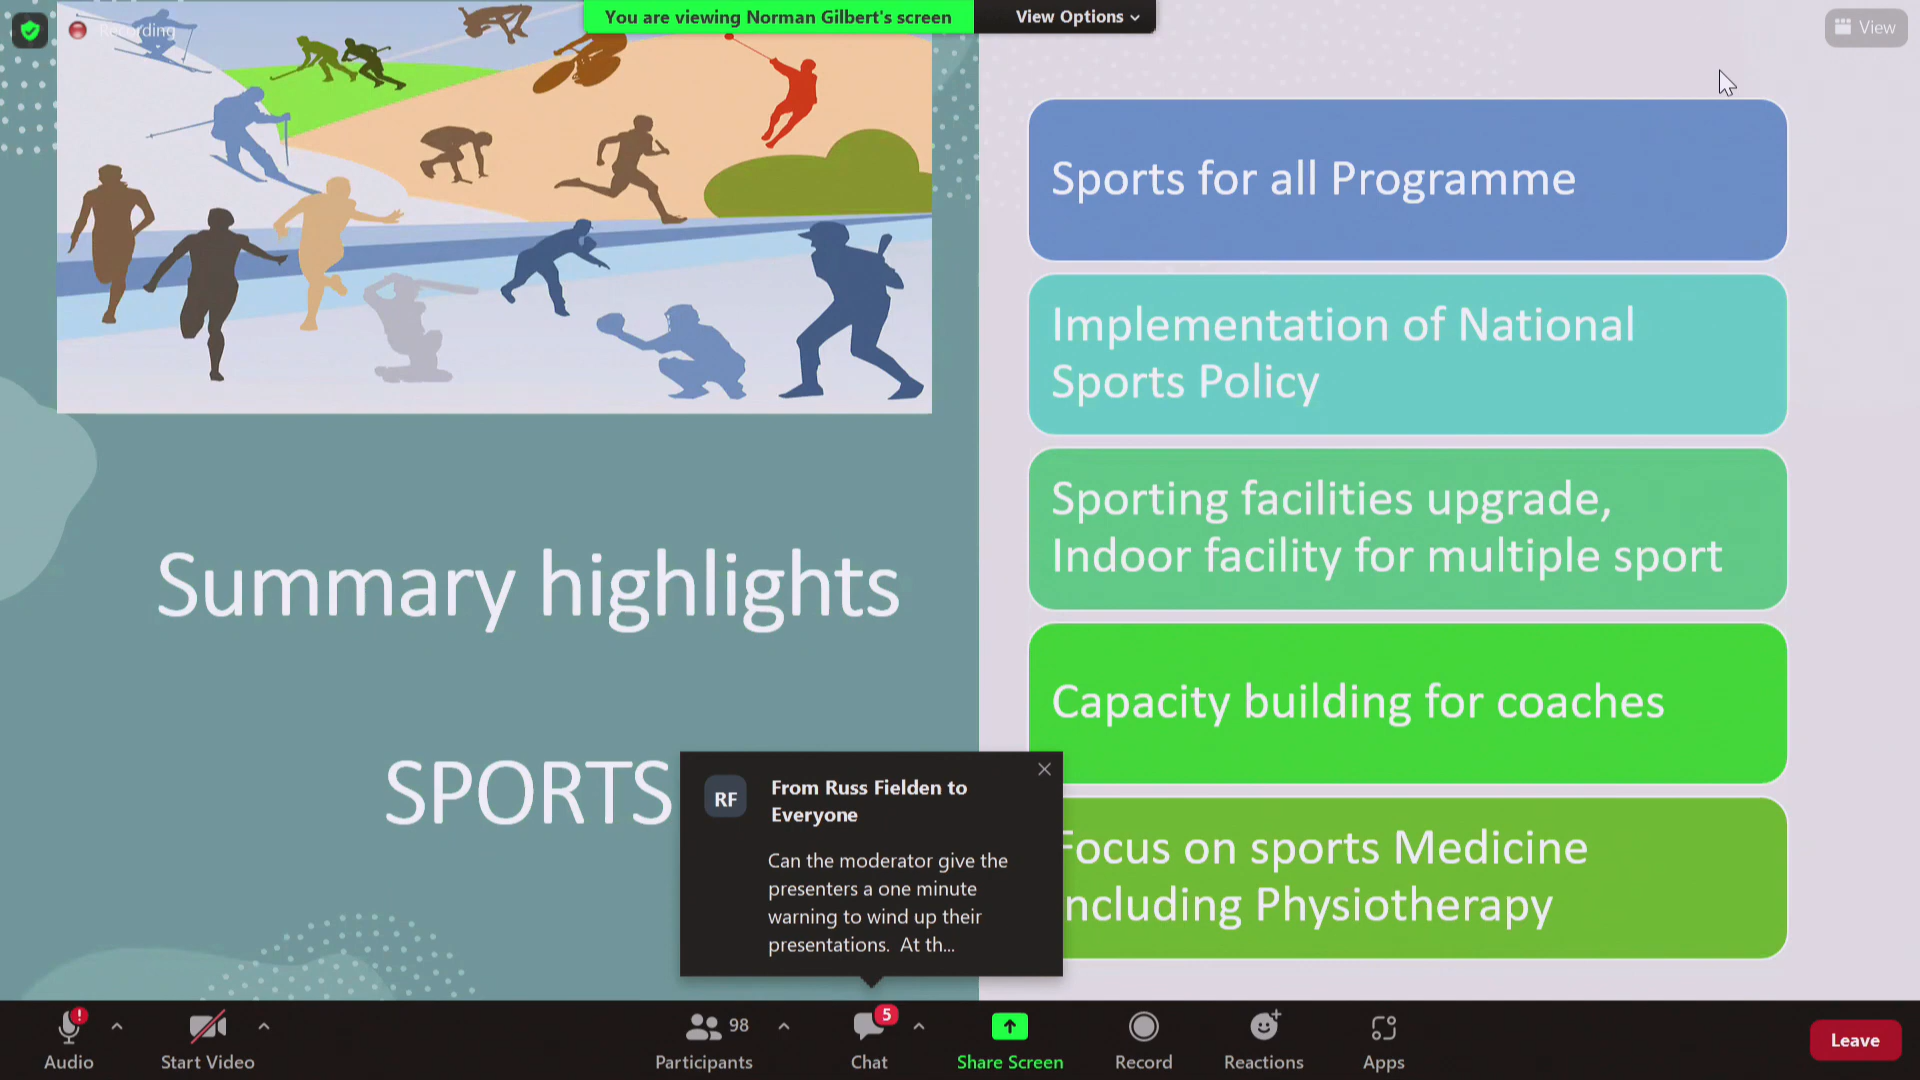 Recording
You are viewing Norman Gilbert's screen
View Options
View
Sports for all Programme
Implementation of National
Sports Policy
Sporting facilities upgrade,
Indoor facility for multiple sport
Capacity building for coaches
Focus on sports Medicine
including Physiotherapy
Summary highlights
SPORTS
RF
From Russ Fielden to
Everyone
Can the moderator give the
presenters a one minute
warning to wind up their
presentations.  At th...
Audio
Start Video
98
Participants
5
Chat
Share Screen
Record
Reactions
Apps
Leave